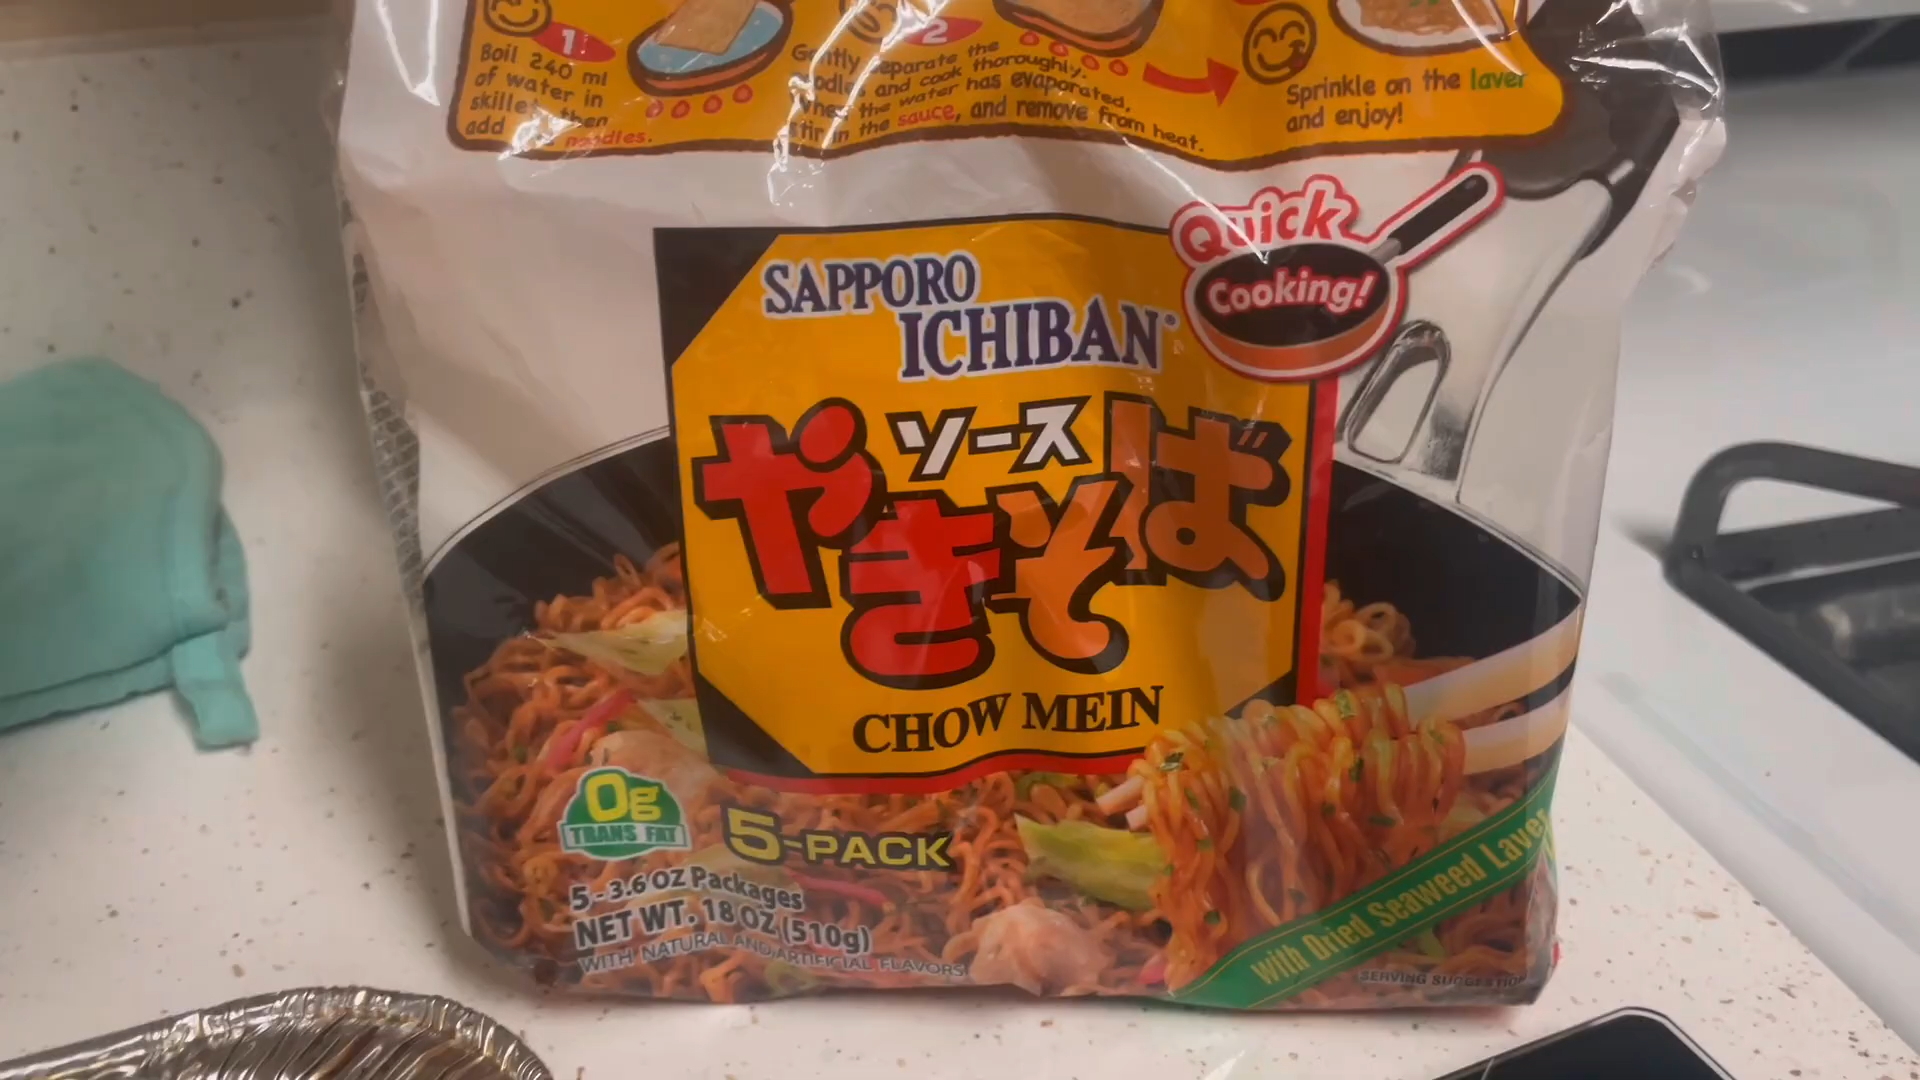 1
Boil 240 ml
of water in
skillet, then
add noodles.
2
Gently separate the
noodles and cook thoroughly.
When the water has evaporated,
stir in the sauce, and remove from heat.
Sprinkle on the laver
and enjoy!
Quick
Cooking!
SAPPORO
ICHIBAN®
ソース
やきそば
CHOW MEIN
0g
TRANS FAT
5-PACK
5 - 3.6 OZ Packages
NET WT. 18 OZ (510g)
WITH NATURAL AND ARTIFICIAL FLAVORS
With Dried Seaweed Laver
SERVING SUGGESTION